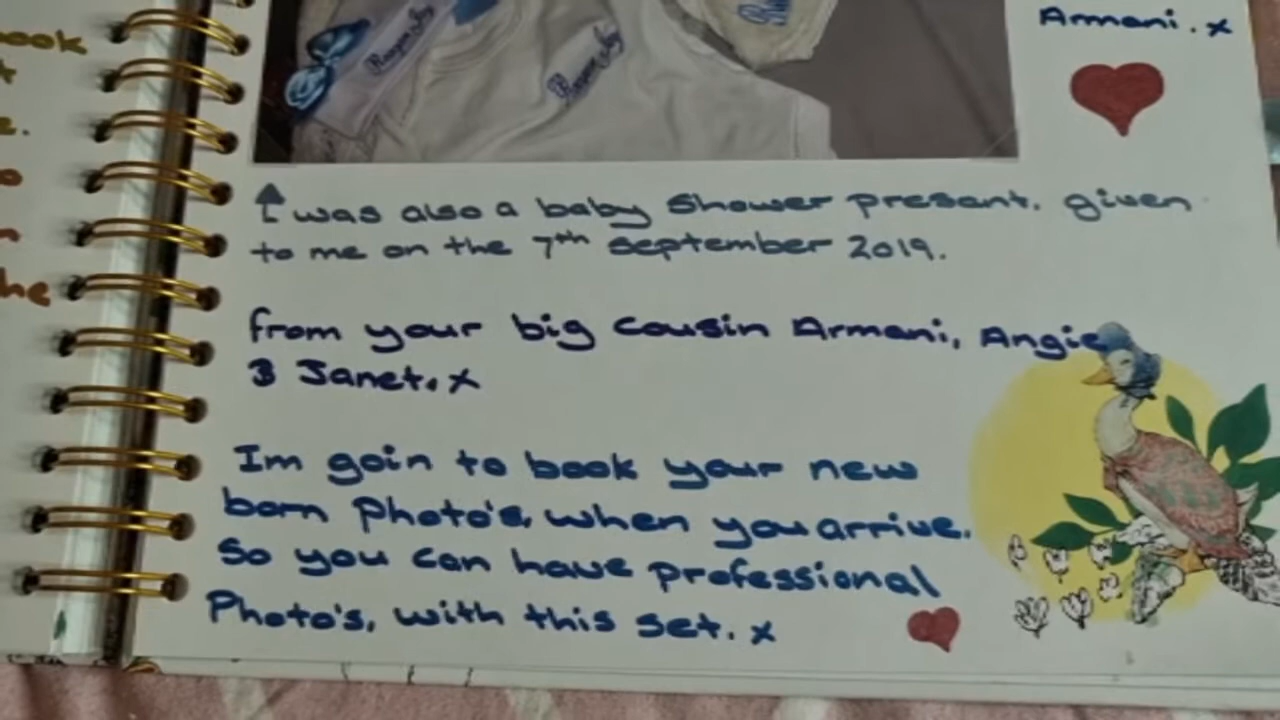 ook
t
e.
o
n
he
Armani. x
was also a baby shower present. given
to me on the 7th september 2019.
from your big cousin Armani, Angie
& Janet. x
Im goin to book your new
born Photo's, when you arrive.
So you can have professional
Photo's, with this set. x